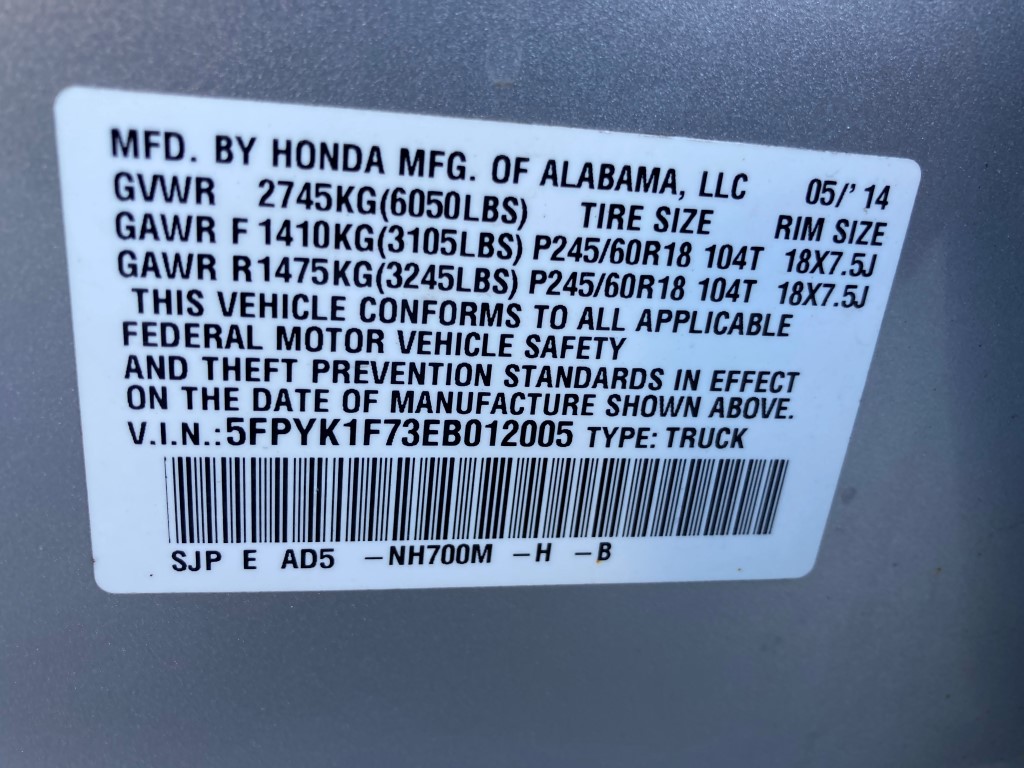 MFD. BY HONDA MFG. OF ALABAMA, LLC 05/' 14
GVWR 2745KG(6050LBS) TIRE SIZE RIM SIZE
GAWR F 1410KG(3105LBS) P245/60R18 104T 18X7.5J
GAWR R1475KG(3245LBS) P245/60R18 104T 18X7.5J
THIS VEHICLE CONFORMS TO ALL APPLICABLE
FEDERAL MOTOR VEHICLE SAFETY
AND THEFT PREVENTION STANDARDS IN EFFECT
ON THE DATE OF MANUFACTURE SHOWN ABOVE.
V.I.N.:5FPYK1F73EB012005 TYPE: TRUCK
SJP E AD5 –NH700M –H –B